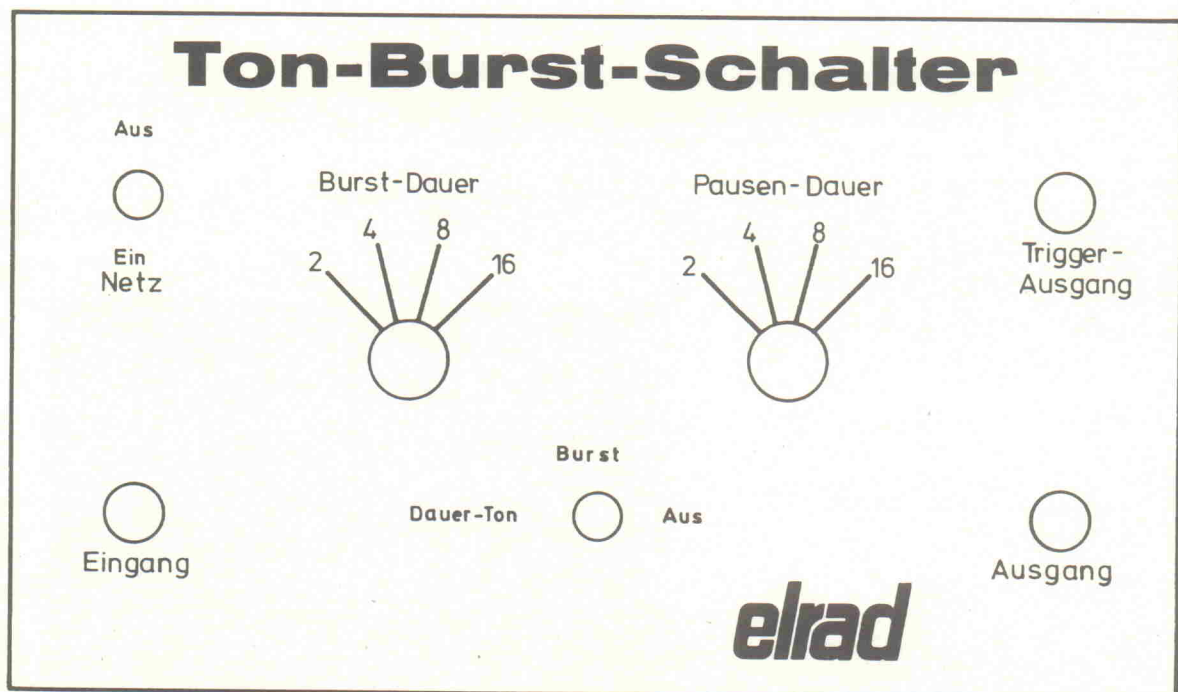 Ton-Burst-Schalter
Aus
Ein
Netz
Burst-Dauer
2 4 8 16
Pausen-Dauer
2 4 8 16
Trigger-
Ausgang
Eingang
Burst
Dauer-Ton Aus
Ausgang
elrad